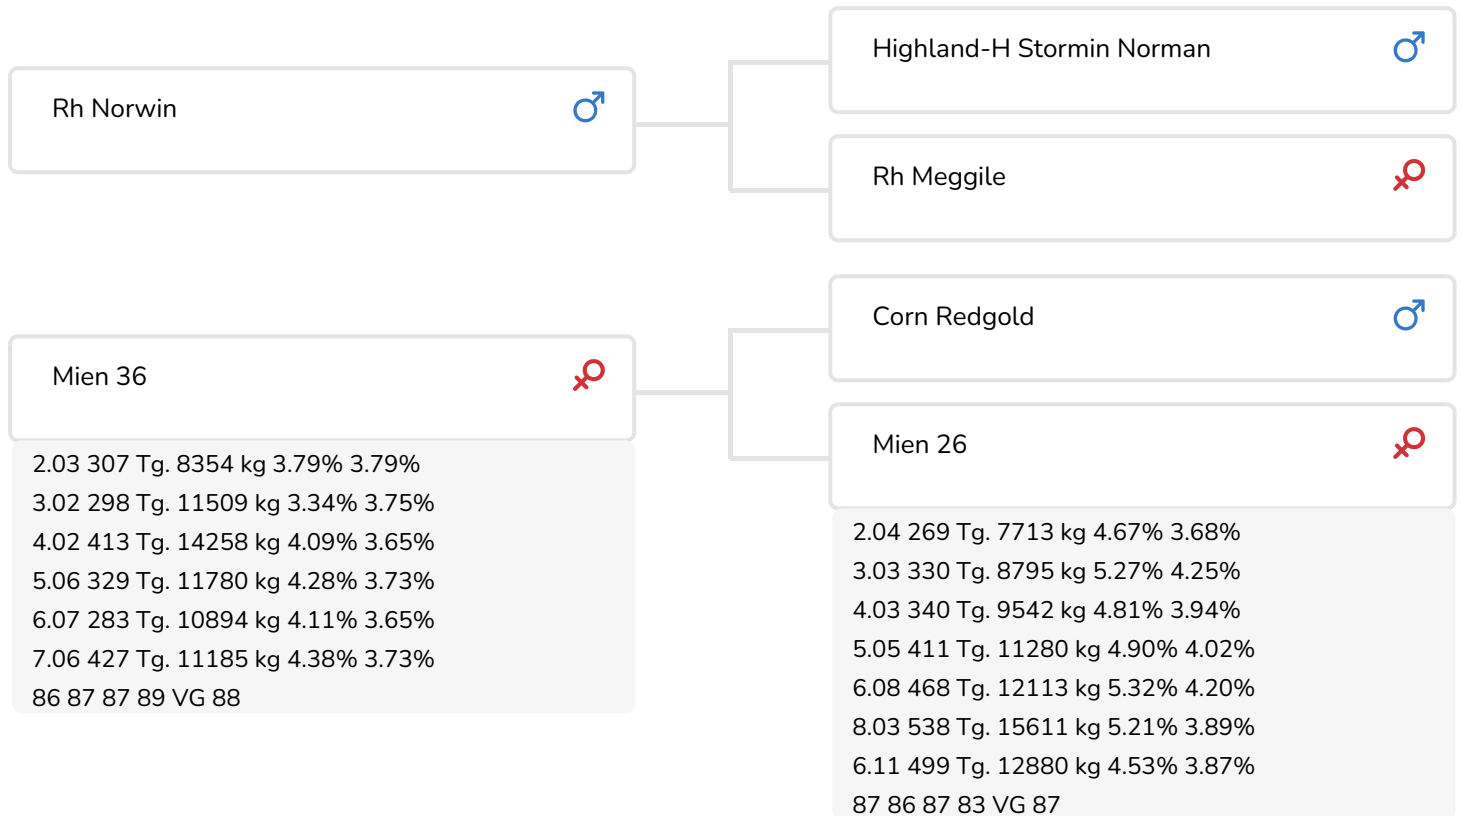 Rh Norwin
Highland-H Stormin Norman
Rh Meggile
Mien 36
2.03 307 Tg. 8354 kg 3.79% 3.79%
3.02 298 Tg. 11509 kg 3.34% 3.75%
4.02 413 Tg. 14258 kg 4.09% 3.65%
5.06 329 Tg. 11780 kg 4.28% 3.73%
6.07 283 Tg. 10894 kg 4.11% 3.65%
7.06 427 Tg. 11185 kg 4.38% 3.73%
86 87 87 89 VG 88
Corn Redgold
Mien 26
2.04 269 Tg. 7713 kg 4.67% 3.68%
3.03 330 Tg. 8795 kg 5.27% 4.25%
4.03 340 Tg. 9542 kg 4.81% 3.94%
5.05 411 Tg. 11280 kg 4.90% 4.02%
6.08 468 Tg. 12113 kg 5.32% 4.20%
8.03 538 Tg. 15611 kg 5.21% 3.89%
6.11 499 Tg. 12880 kg 4.53% 3.87%
87 86 87 83 VG 87